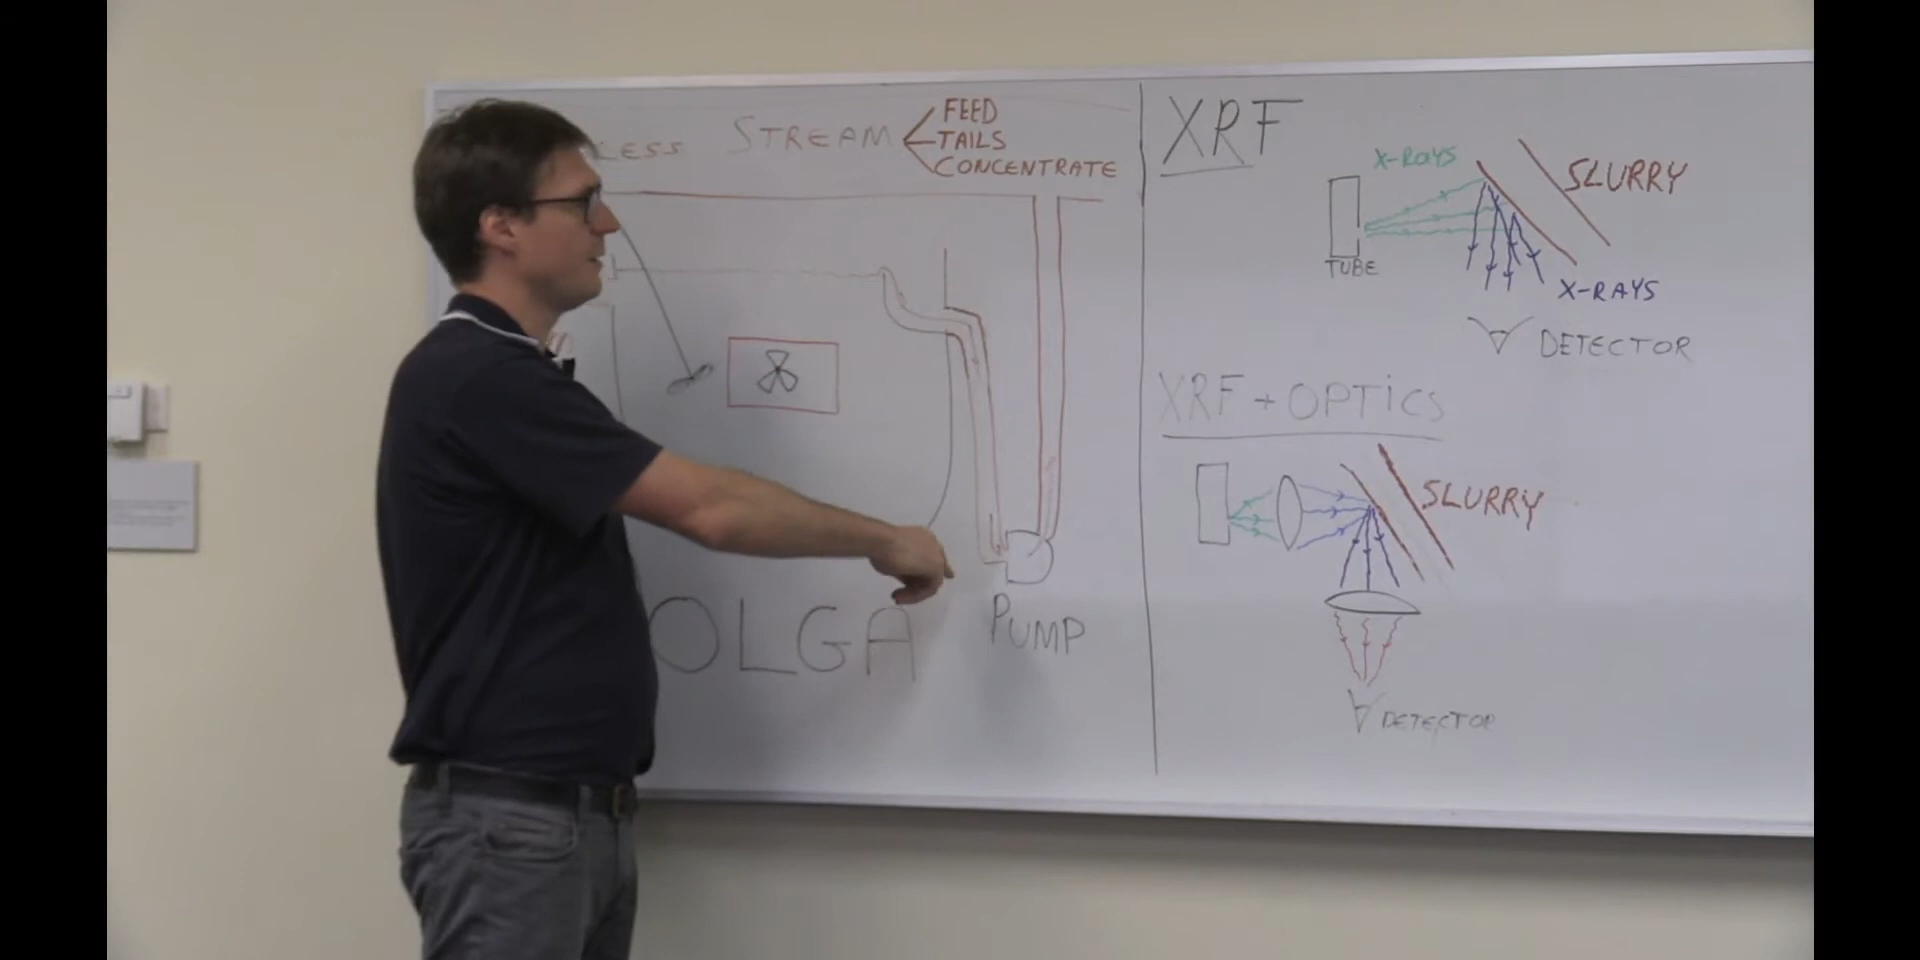 STREAM
FEED
TAILS
CONCENTRATE
OLGA
PUMP
XRF
X-RAYS
SLURRY
TUBE
X-RAYS
DETECTOR
XRF + OPTICS
SLURRY
DETECTOR